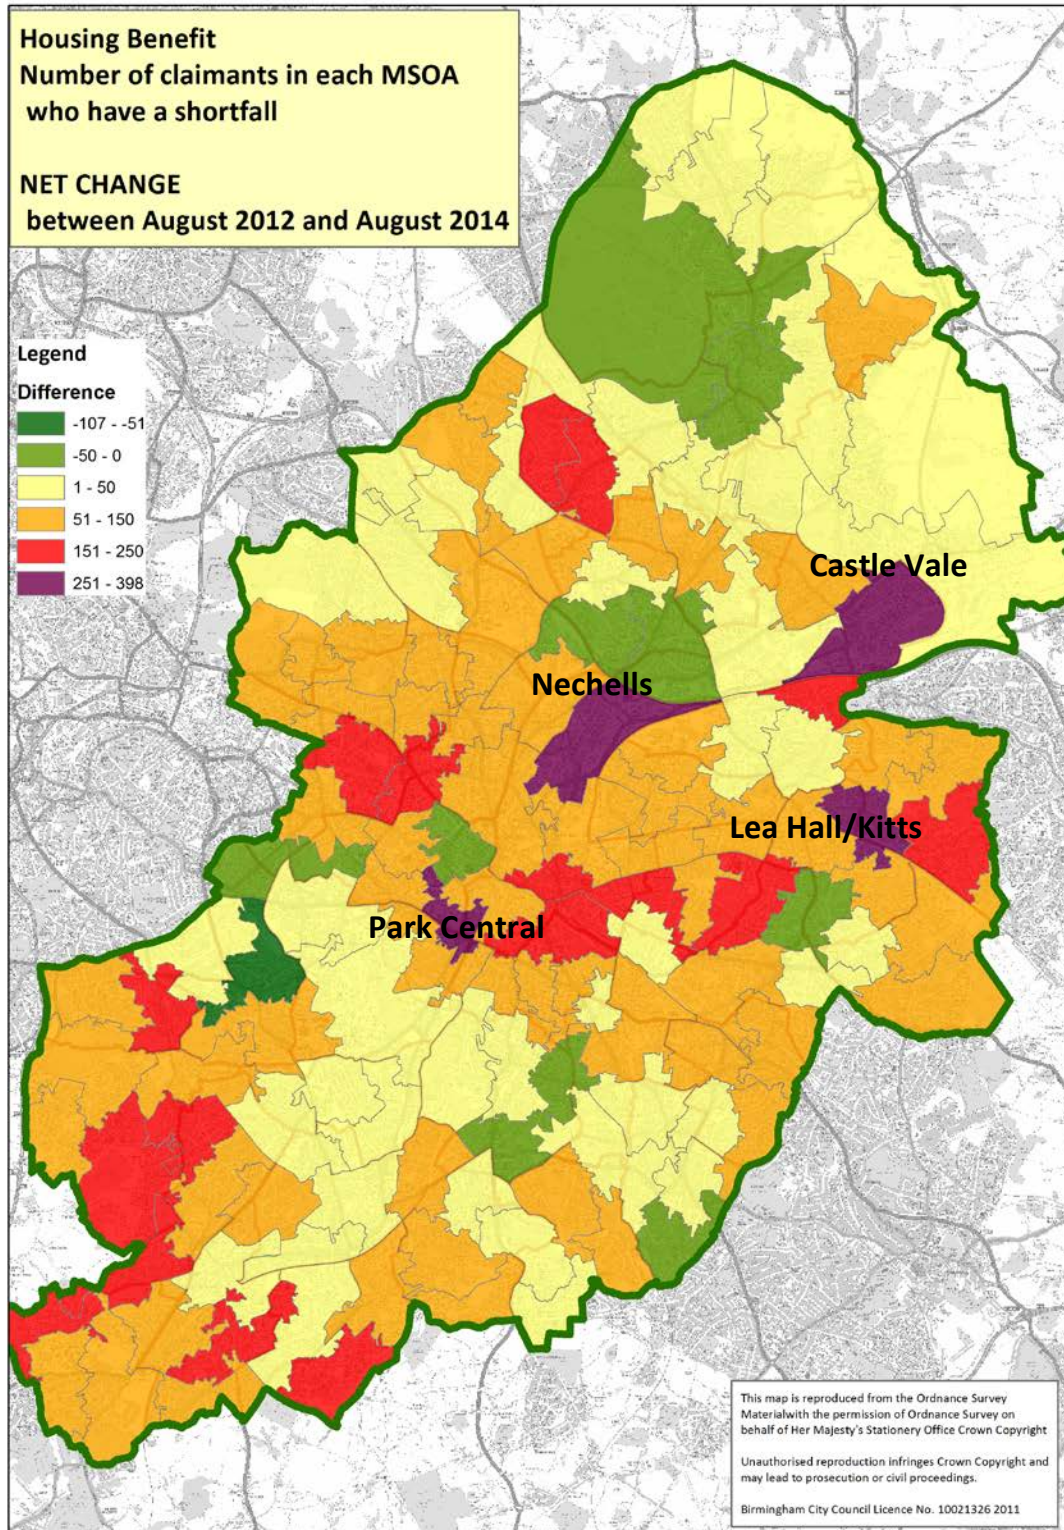 Housing Benefit
Number of claimants in each MSOA
who have a shortfall
NET CHANGE
between August 2012 and August 2014
Legend
Difference
-107 - -51
-50 - 0
1 - 50
51 - 150
151 - 250
251 - 398
Castle Vale
Nechells
Lea Hall/Kitts
Park Central
This map is reproduced from the Ordnance Survey
Materialwith the permission of Ordnance Survey on
behalf of Her Majesty's Stationery Office Crown Copyright
Unauthorised reproduction infringes Crown Copyright and
may lead to prosecution or civil proceedings.
Birmingham City Council Licence No. 10021326 2011